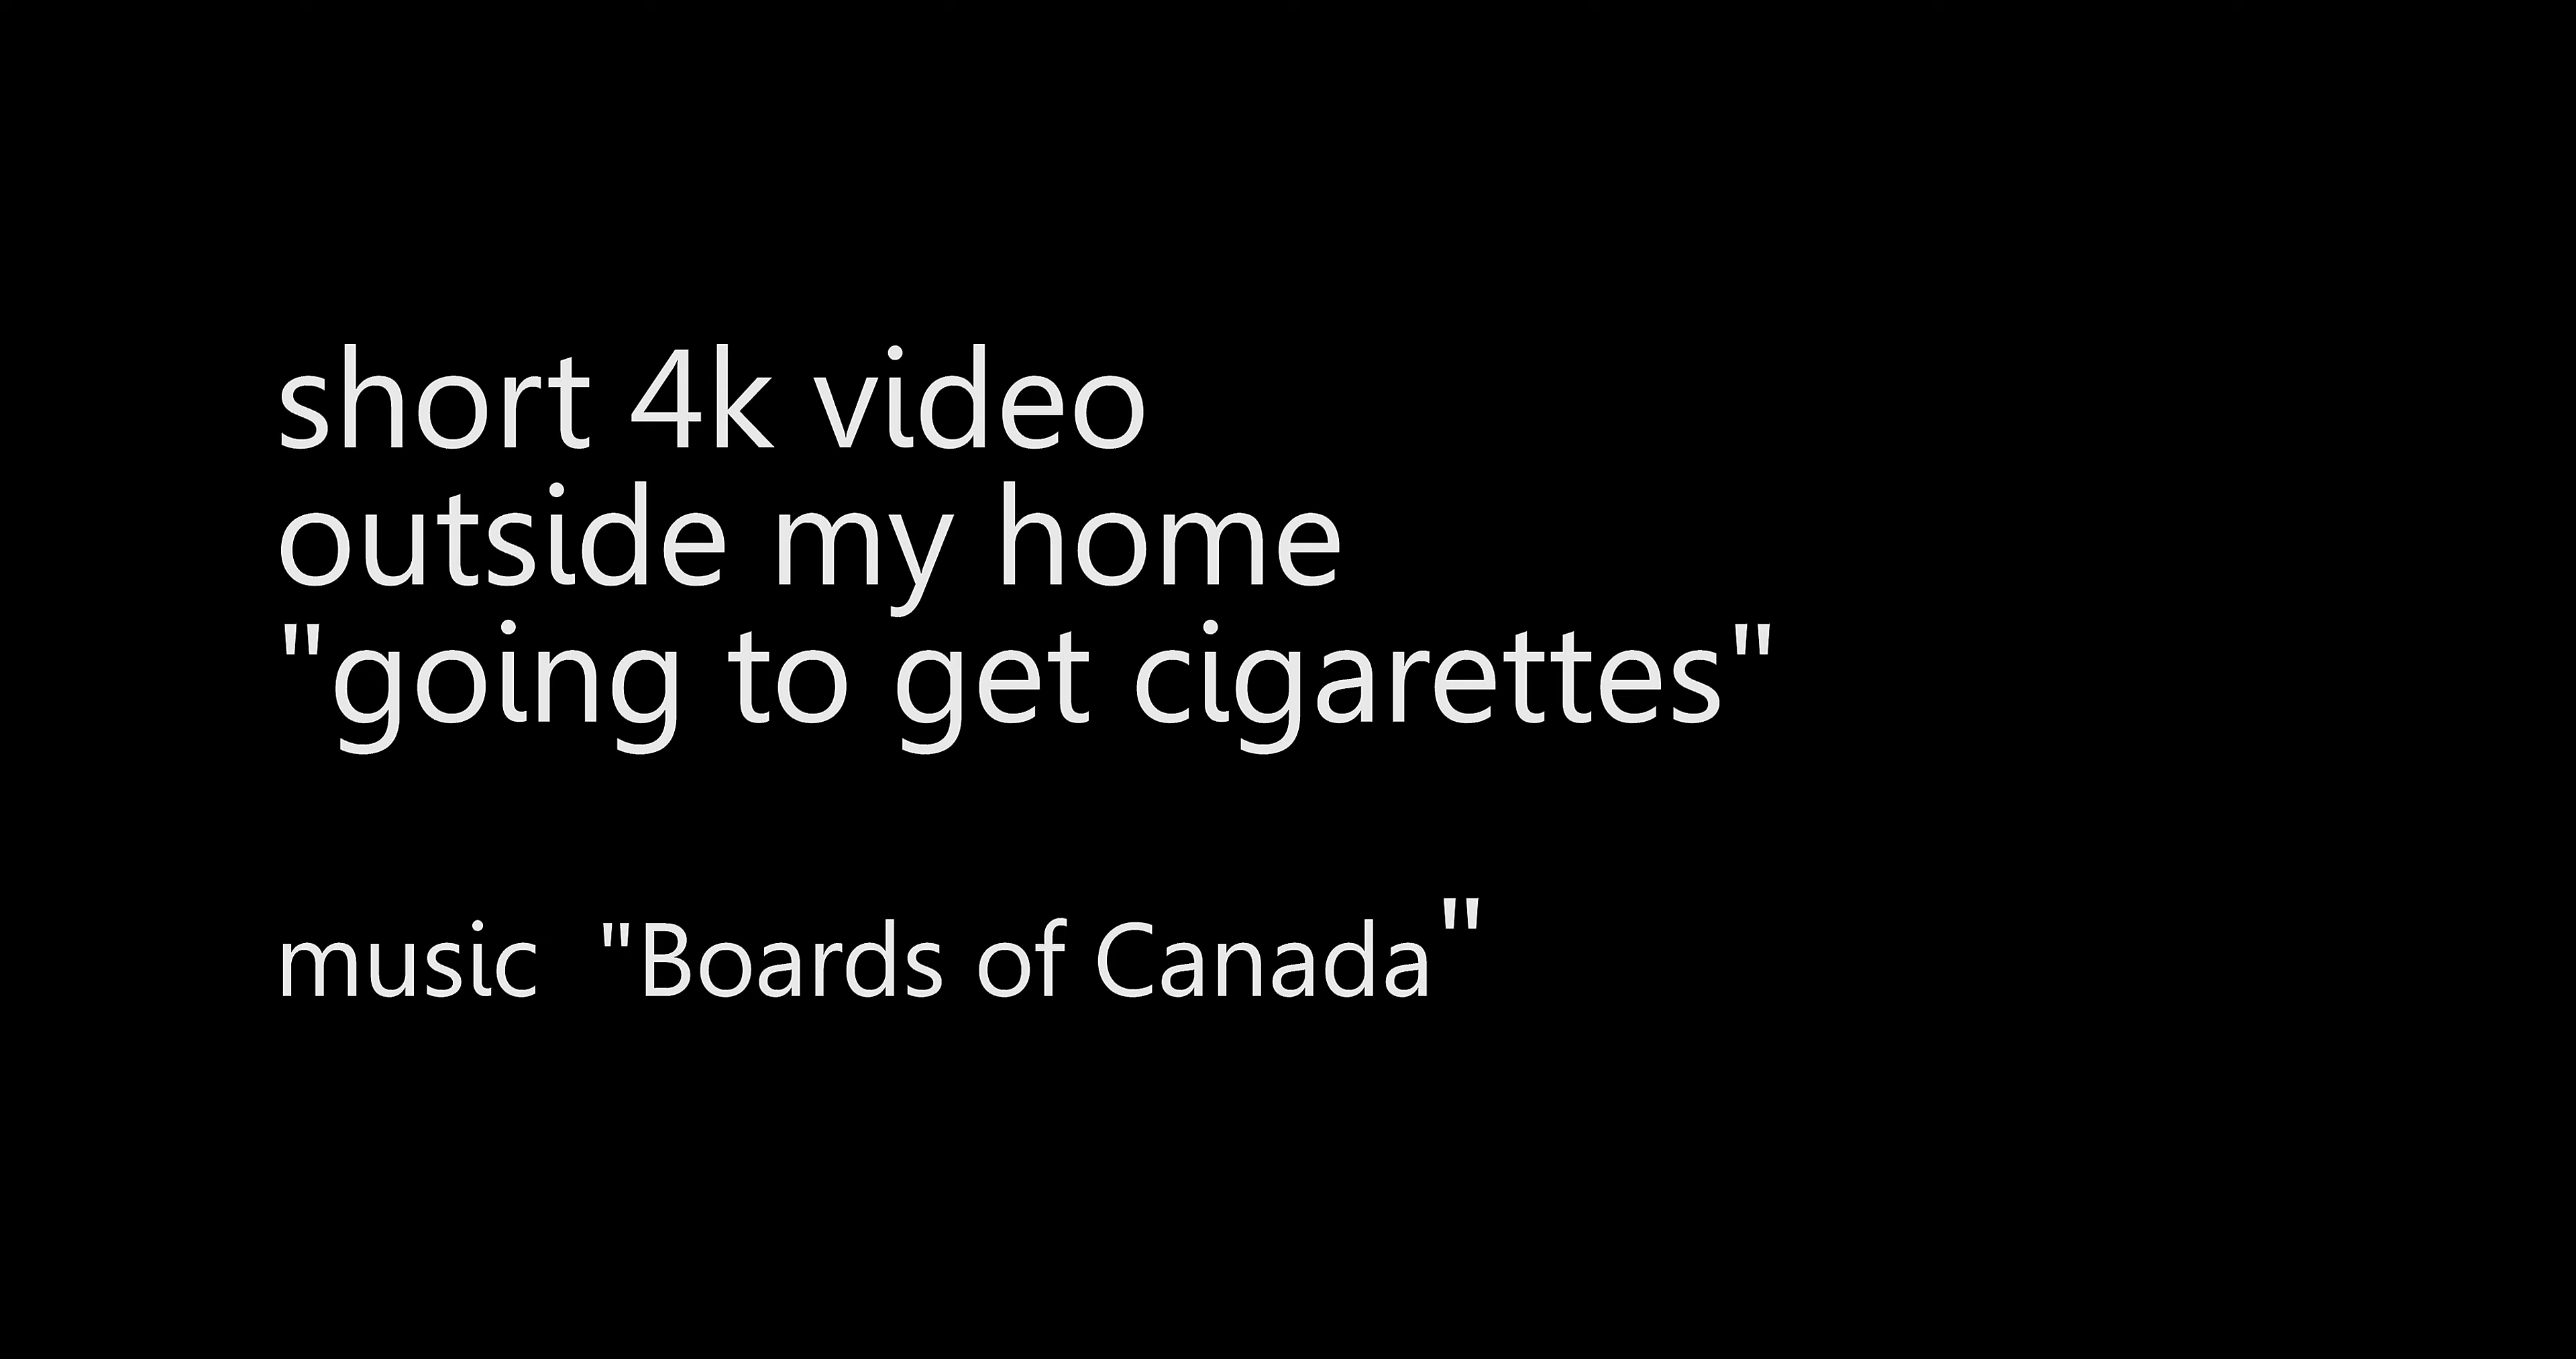 short 4k video
outside my home
"going to get cigarettes"
music  "Boards of Canada"